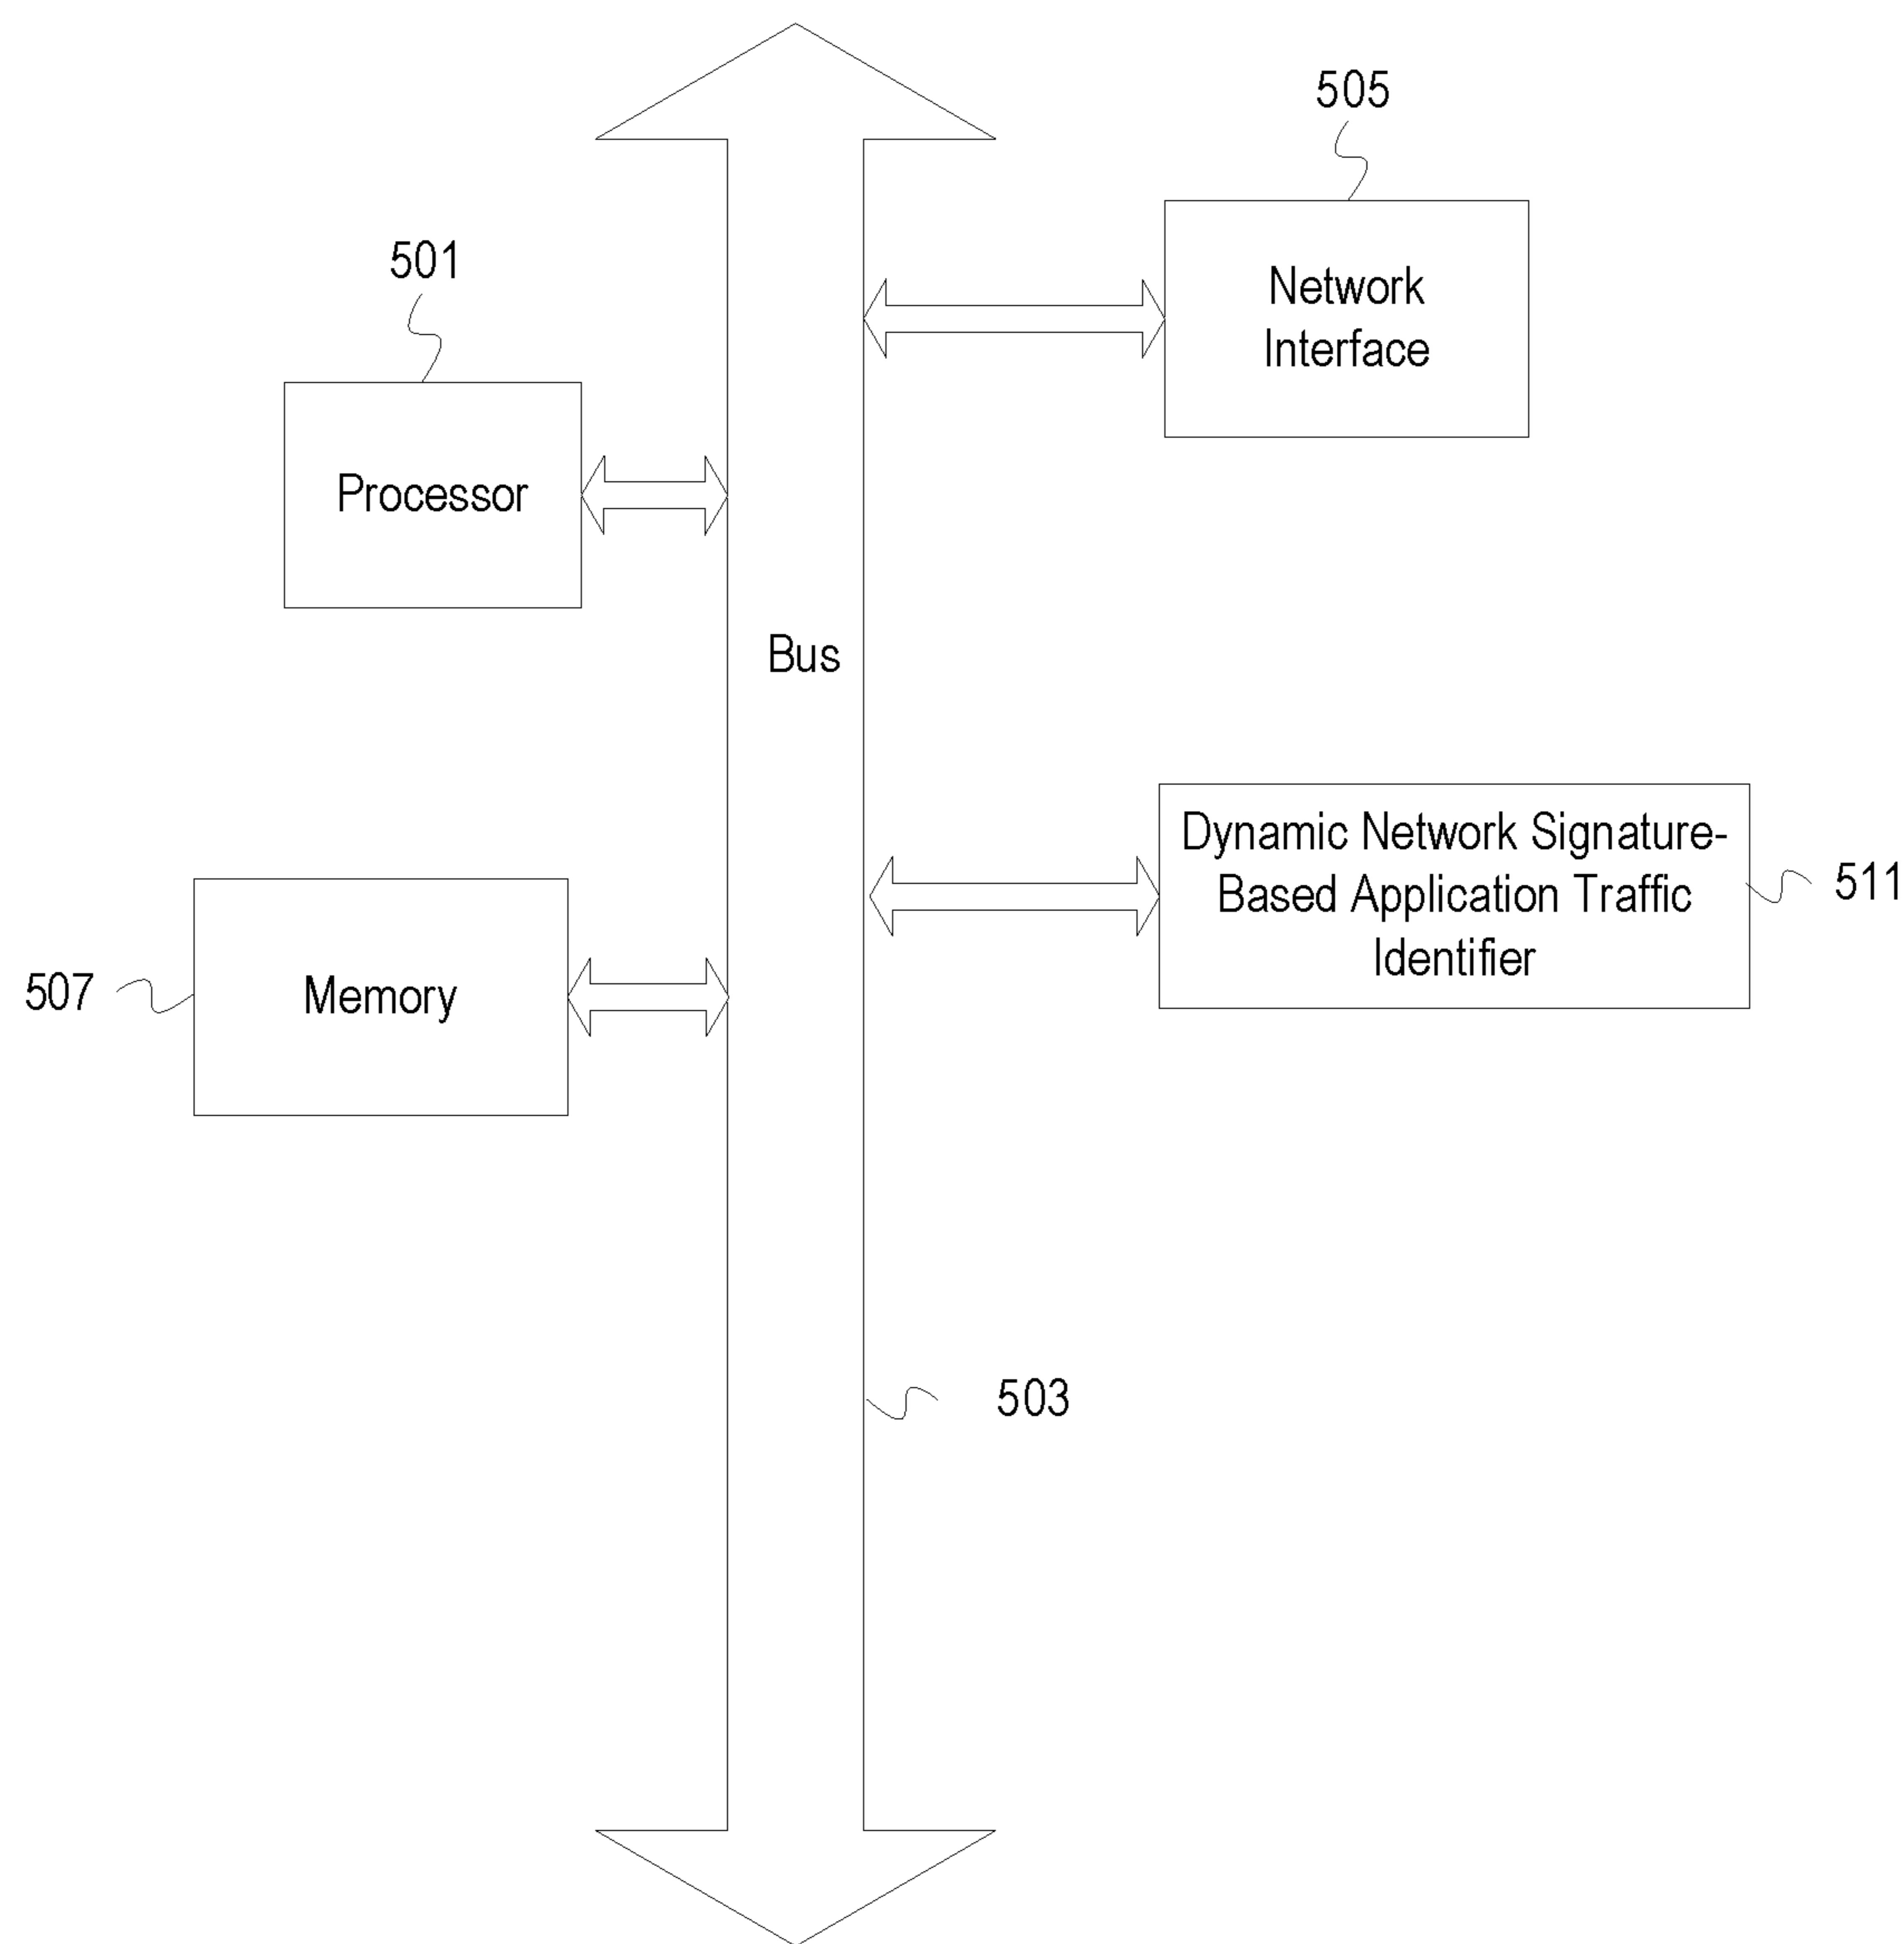 505
Network
Interface
501
Processor
Bus
Dynamic Network Signature-
Based Application Traffic
Identifier
511
507
Memory
503